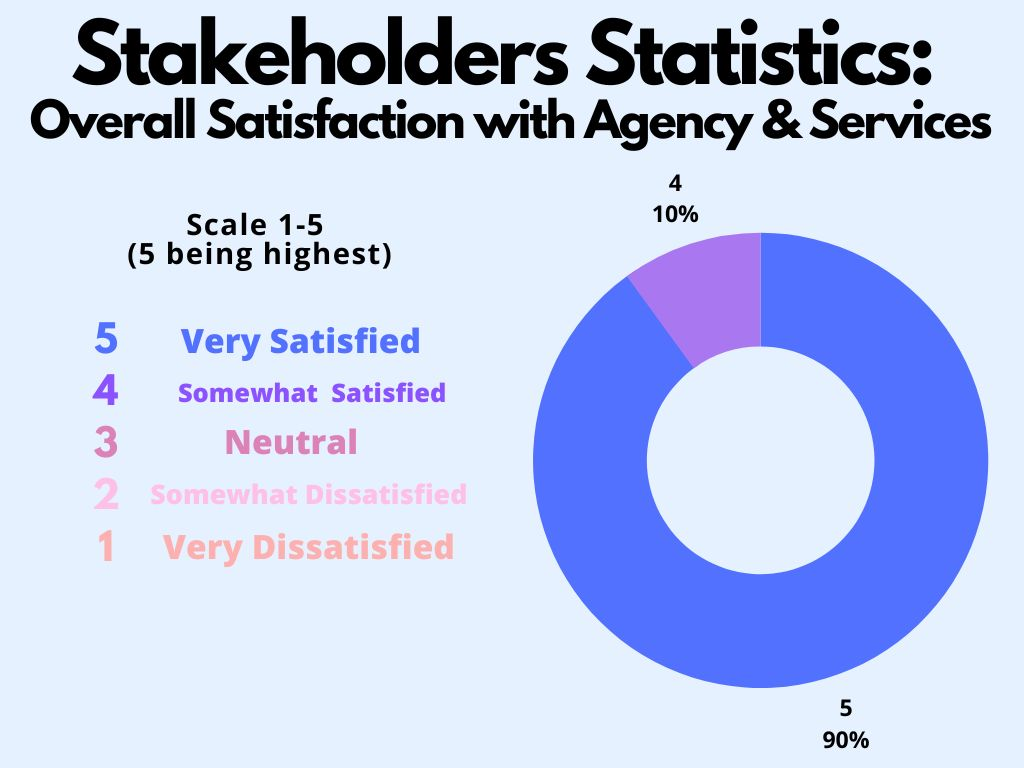 Stakeholders Statistics:
Overall Satisfaction with Agency & Services
Scale 1-5
(5 being highest)
5 Very Satisfied
4 Somewhat Satisfied
3 Neutral
2 Somewhat Dissatisfied
1 Very Dissatisfied
4
10%
5
90%